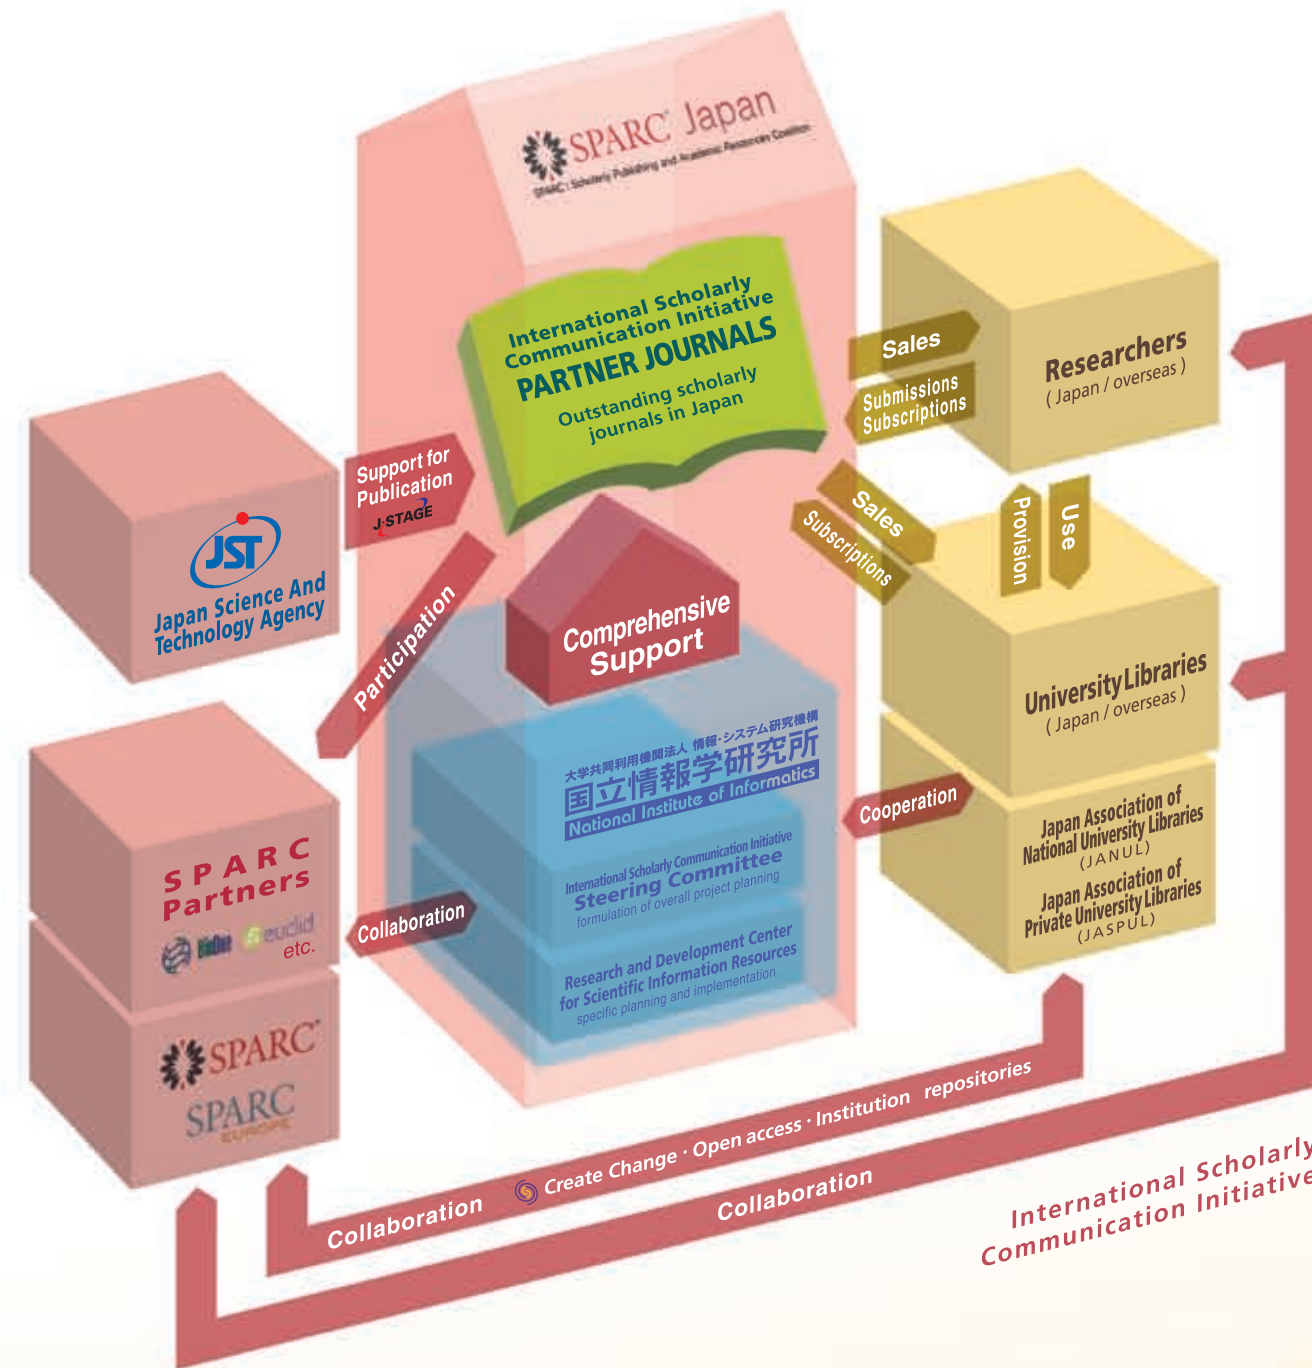 SPARC Japan
SPARC | Scholarly Publishing and Academic Resources Coalition
International Scholarly
Communication Initiative
PARTNER JOURNALS
Outstanding scholarly
journals in Japan
Sales
Submissions
Subscriptions
Researchers
( Japan / overseas )
Support for
Publication
J-STAGE
JST
Japan Science And
Technology Agency
Sales
Subscriptions
Provision
Use
Participation
Comprehensive
Support
University Libraries
( Japan / overseas )
大学共同利用機関法人 情報・システム研究機構
国立情報学研究所
National Institute of Informatics
Cooperation
Japan Association of
National University Libraries
( JANUL )
Japan Association of
Private University Libraries
( JASPUL )
International Scholarly Communication Initiative
Steering Committee
formulation of overall project planning
SPARC
Partners
BioOne
euclid
etc.
Collaboration
Research and Development Center
for Scientific Information Resources
specific planning and implementation
SPARC
SPARC
EUROPE
Collaboration
Create Change · Open access · Institution repositories
Collaboration
International Scholarly
Communication Initiative